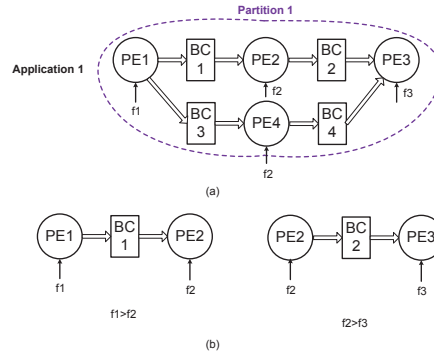 Partition 1
Application 1
PE1
BC
1
PE2
BC
2
PE3
f1
f2
f3
BC
3
PE4
BC
4
f2
(a)
PE1
BC
1
PE2
f1
f2
f1>f2
PE2
BC
2
PE3
f2
f3
f2>f3
(b)